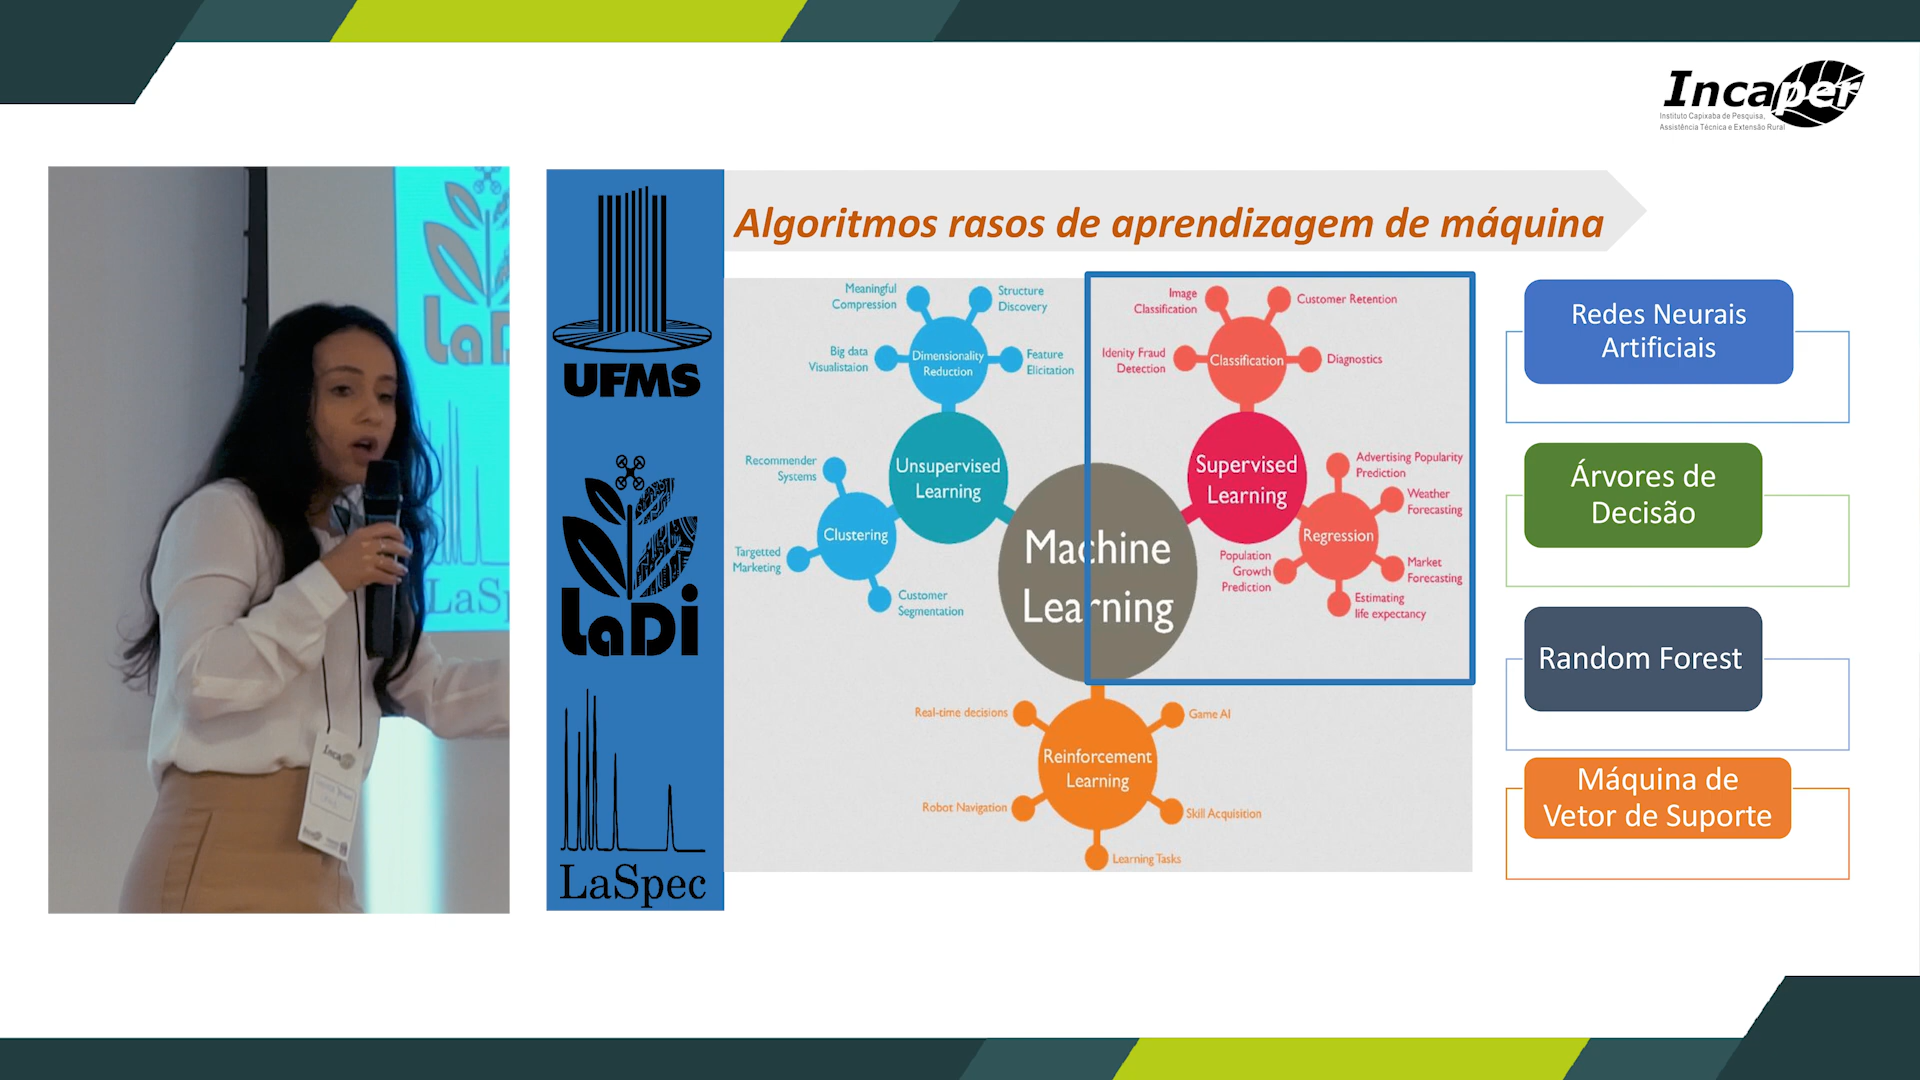 Incaper
Instituto Capixaba de Pesquisa,
Assistência Técnica e Extensão Rural
UFMS
LaDi
LaSpec
Algoritmos rasos de aprendizagem de máquina
Meaningful
Compression
Structure
Discovery
Big data
Visualistaion
Dimensionality
Reduction
Feature
Elicitation
Recommender
Systems
Unsupervised
Learning
Clustering
Targetted
Marketing
Customer
Segmentation
Machine
Learning
Image
Classification
Customer Retention
Idenity Fraud
Detection
Classification
Diagnostics
Supervised
Learning
Advertising Popularity
Prediction
Weather
Forecasting
Regression
Population
Growth
Prediction
Market
Forecasting
Estimating
life expectancy
Real-time decisions
Game AI
Reinforcement
Learning
Robot Navigation
Skill Acquisition
Learning Tasks
Redes Neurais
Artificiais
Árvores de
Decisão
Random Forest
Máquina de
Vetor de Suporte